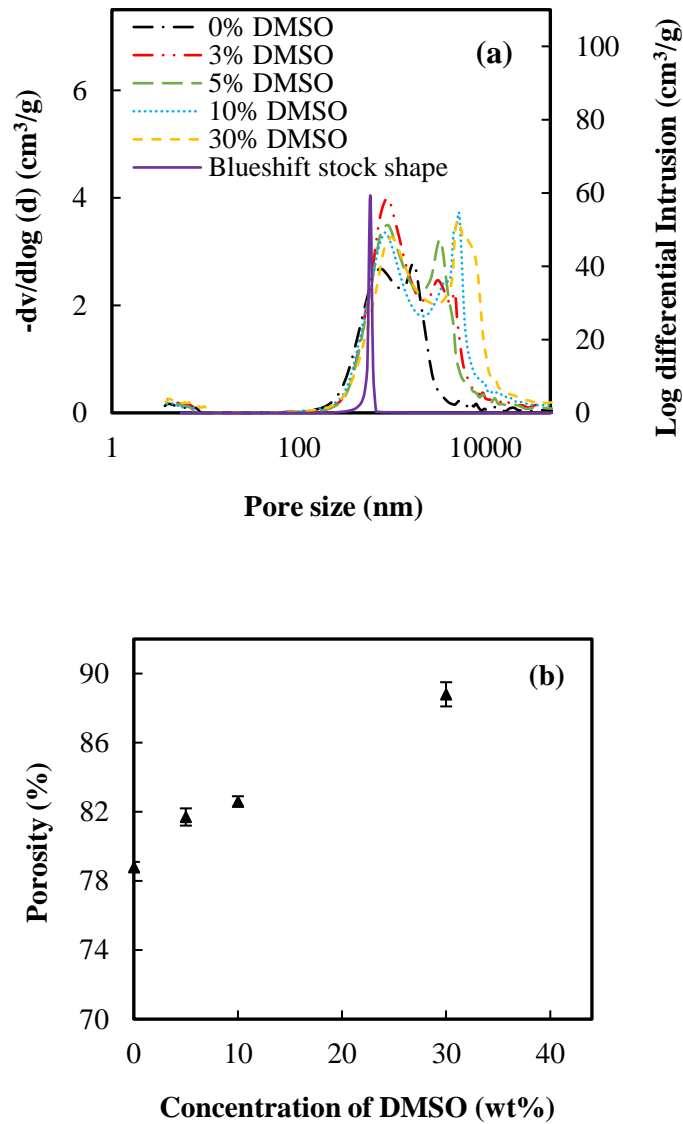 (a)
0% DMSO
3% DMSO
5% DMSO
10% DMSO
30% DMSO
Blueshift stock shape
-dv/dlog (d) (cm³/g)
6
4
2
0
Log differential Intrusion (cm³/g)
100
80
60
40
20
0
1
100
10000
Pore size (nm)
(b)
Porosity (%)
90
86
82
78
74
70
0
10
20
30
40
Concentration of DMSO (wt%)